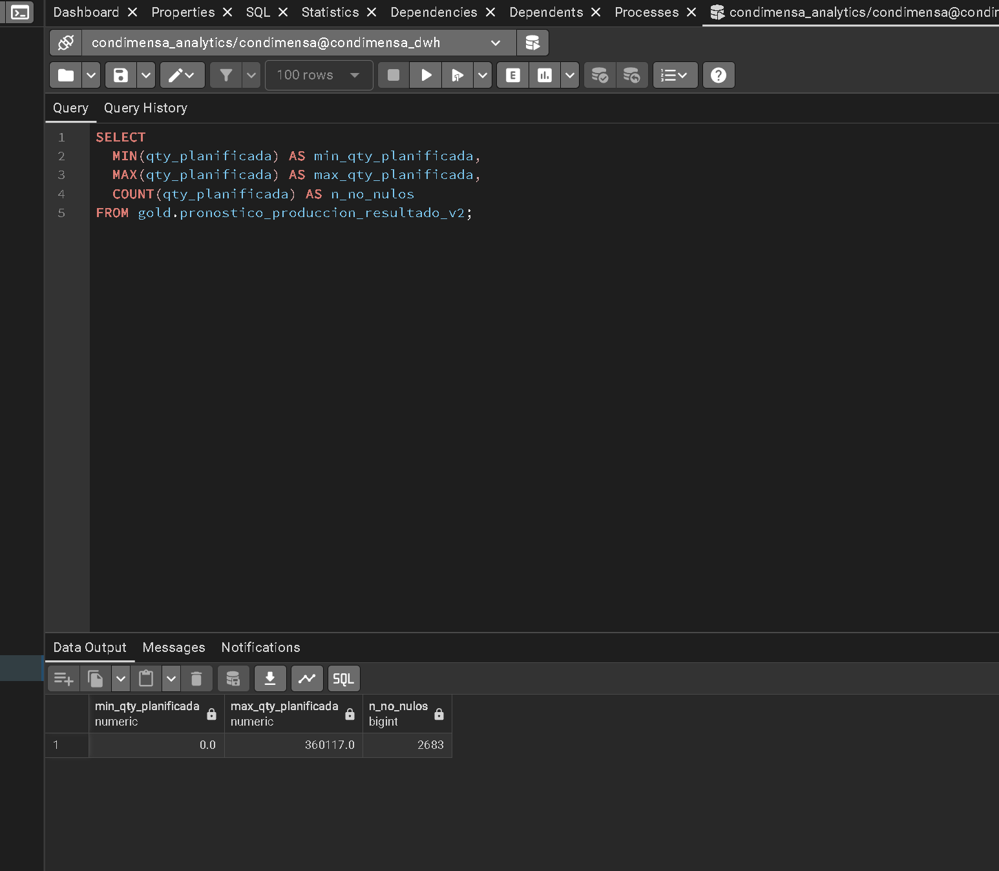 Dashboard Properties SQL Statistics Dependencies Dependents Processes condimensa_analytics/condimensa@condi
condimensa_analytics/condimensa@condimensa_dwh
100 rows E
Query Query History
1 SELECT
2 MIN(qty_planificada) AS min_qty_planificada,
3 MAX(qty_planificada) AS max_qty_planificada,
4 COUNT(qty_planificada) AS n_no_nulos
5 FROM gold.pronostico_produccion_resultado_v2;
Data Output Messages Notifications
SQL
min_qty_planificada max_qty_planificada n_no_nulos
numeric numeric bigint
1 0.0 360117.0 2683